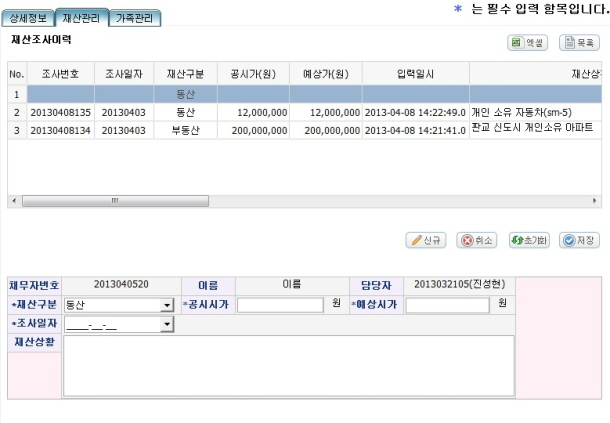 * 는 필수 입력 항목입니다.
상세정보 재산관리 가족관리
재산조사이력 엑셀 목록
No. 조사번호 조사일자 재산구분 공시가(원) 예상가(원) 입력일시 재산상
1 동산
2 20130408135 20130403 동산 12,000,000 12,000,000 2013-04-08 14:22:49.0 개인 소유 자동차(sm-5)
3 20130408134 20130403 부동산 200,000,000 200,000,000 2013-04-08 14:21:41.0 판교 신도시 개인소유 아파트
신규 취소 초기화 저장
채무자번호 2013040520 이름 이름 담당자 2013032105(진성현)
*재산구분 동산 *공시시가 원 *예상시가 원
*조사일자 ____-__-__
재산상황